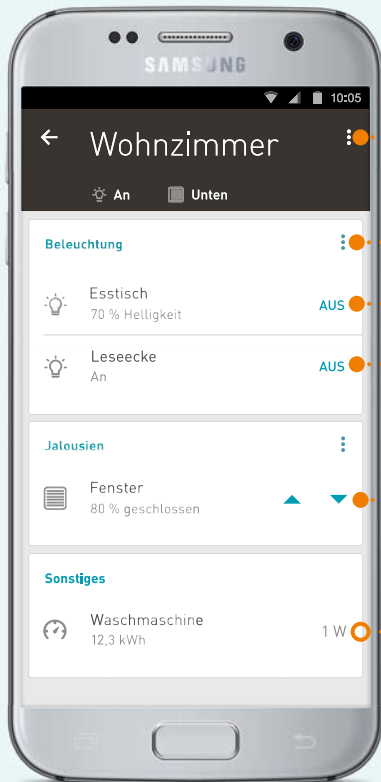 SAMSUNG
10:05
Wohnzimmer
An Unten
Beleuchtung
Esstisch
70 % Helligkeit
AUS
Leseecke
An
AUS
Jalousien
Fenster
80 % geschlossen
Sonstiges
Waschmaschine
12,3 kWh
1 W